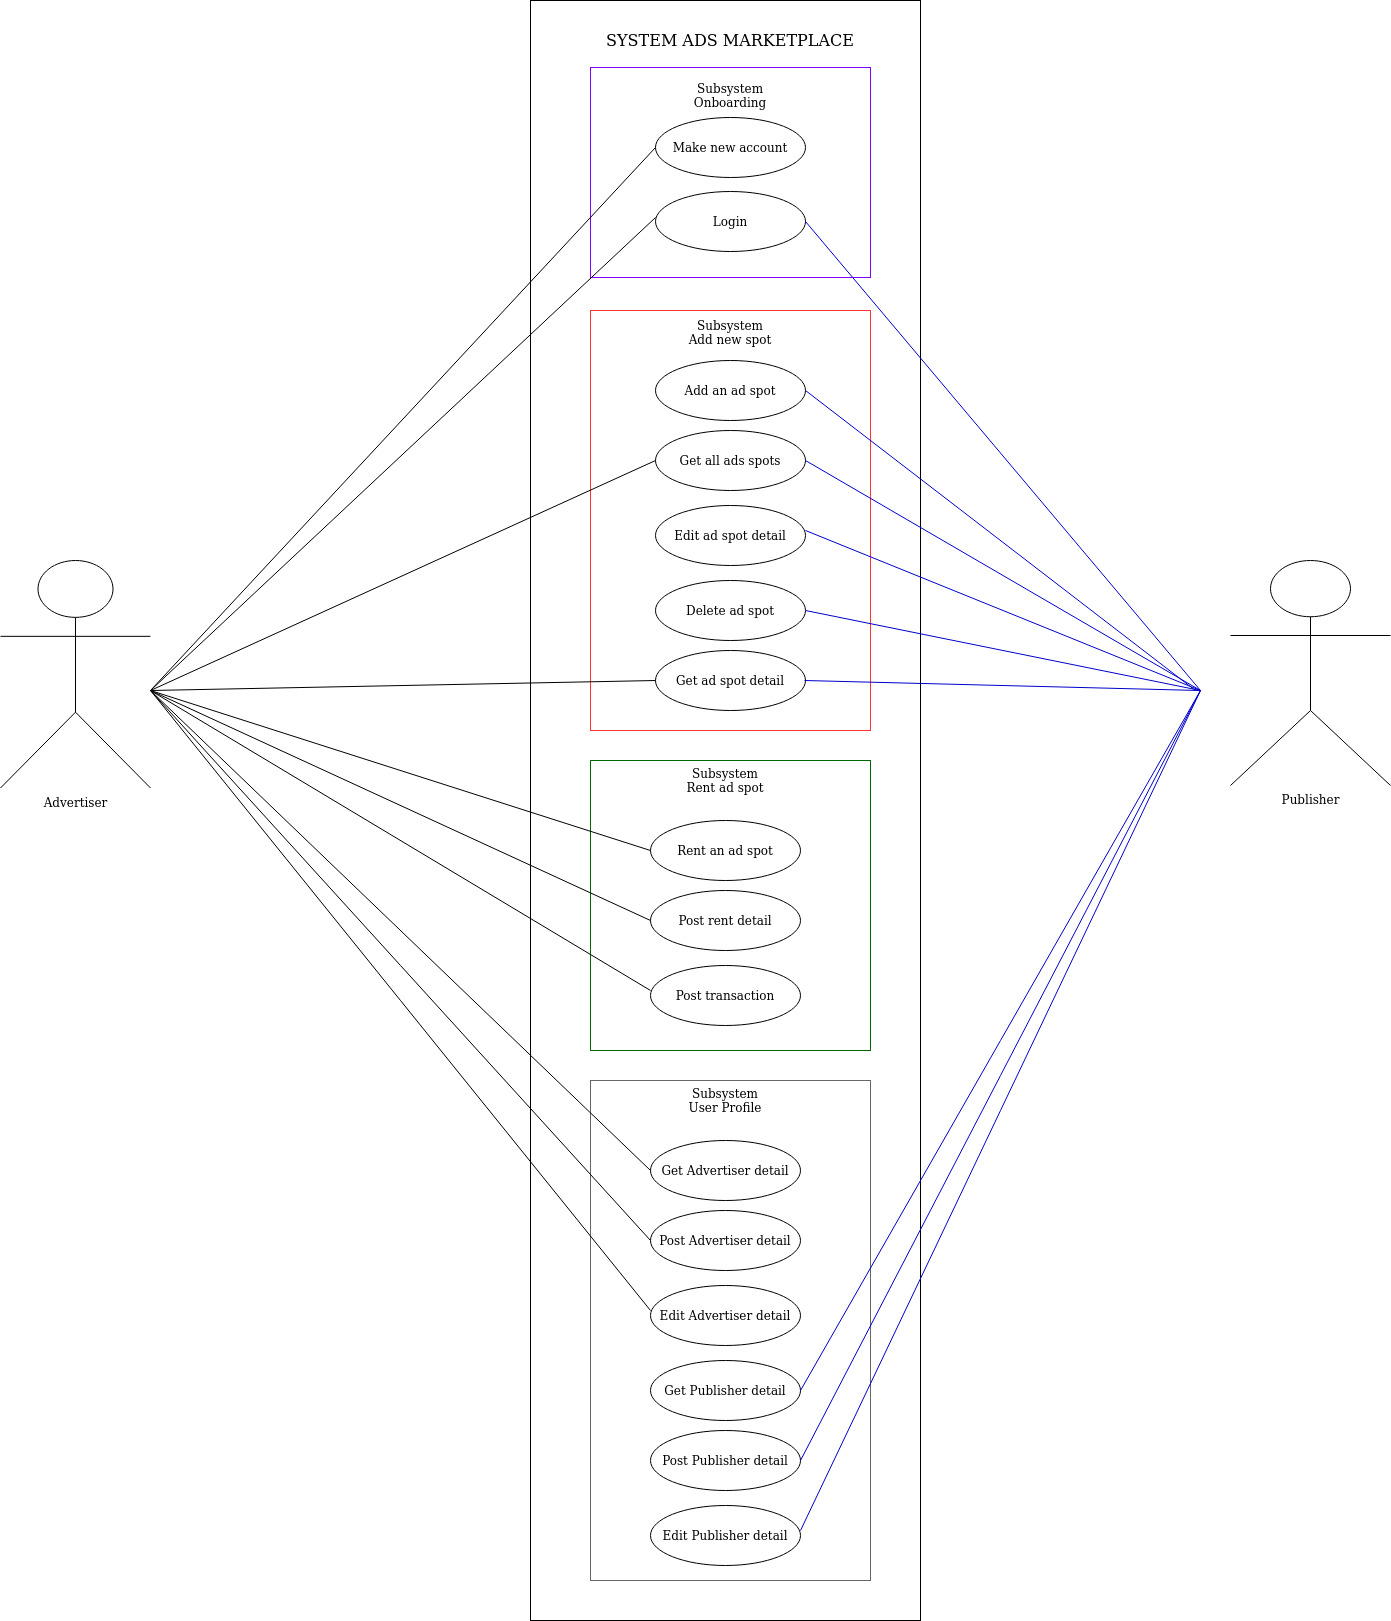 SYSTEM ADS MARKETPLACE
Subsystem
Onboarding
Make new account
Login
Subsystem
Add new spot
Add an ad spot
Get all ads spots
Edit ad spot detail
Delete ad spot
Get ad spot detail
Advertiser
Publisher
Subsystem
Rent ad spot
Rent an ad spot
Post rent detail
Post transaction
Subsystem
User Profile
Get Advertiser detail
Post Advertiser detail
Edit Advertiser detail
Get Publisher detail
Post Publisher detail
Edit Publisher detail